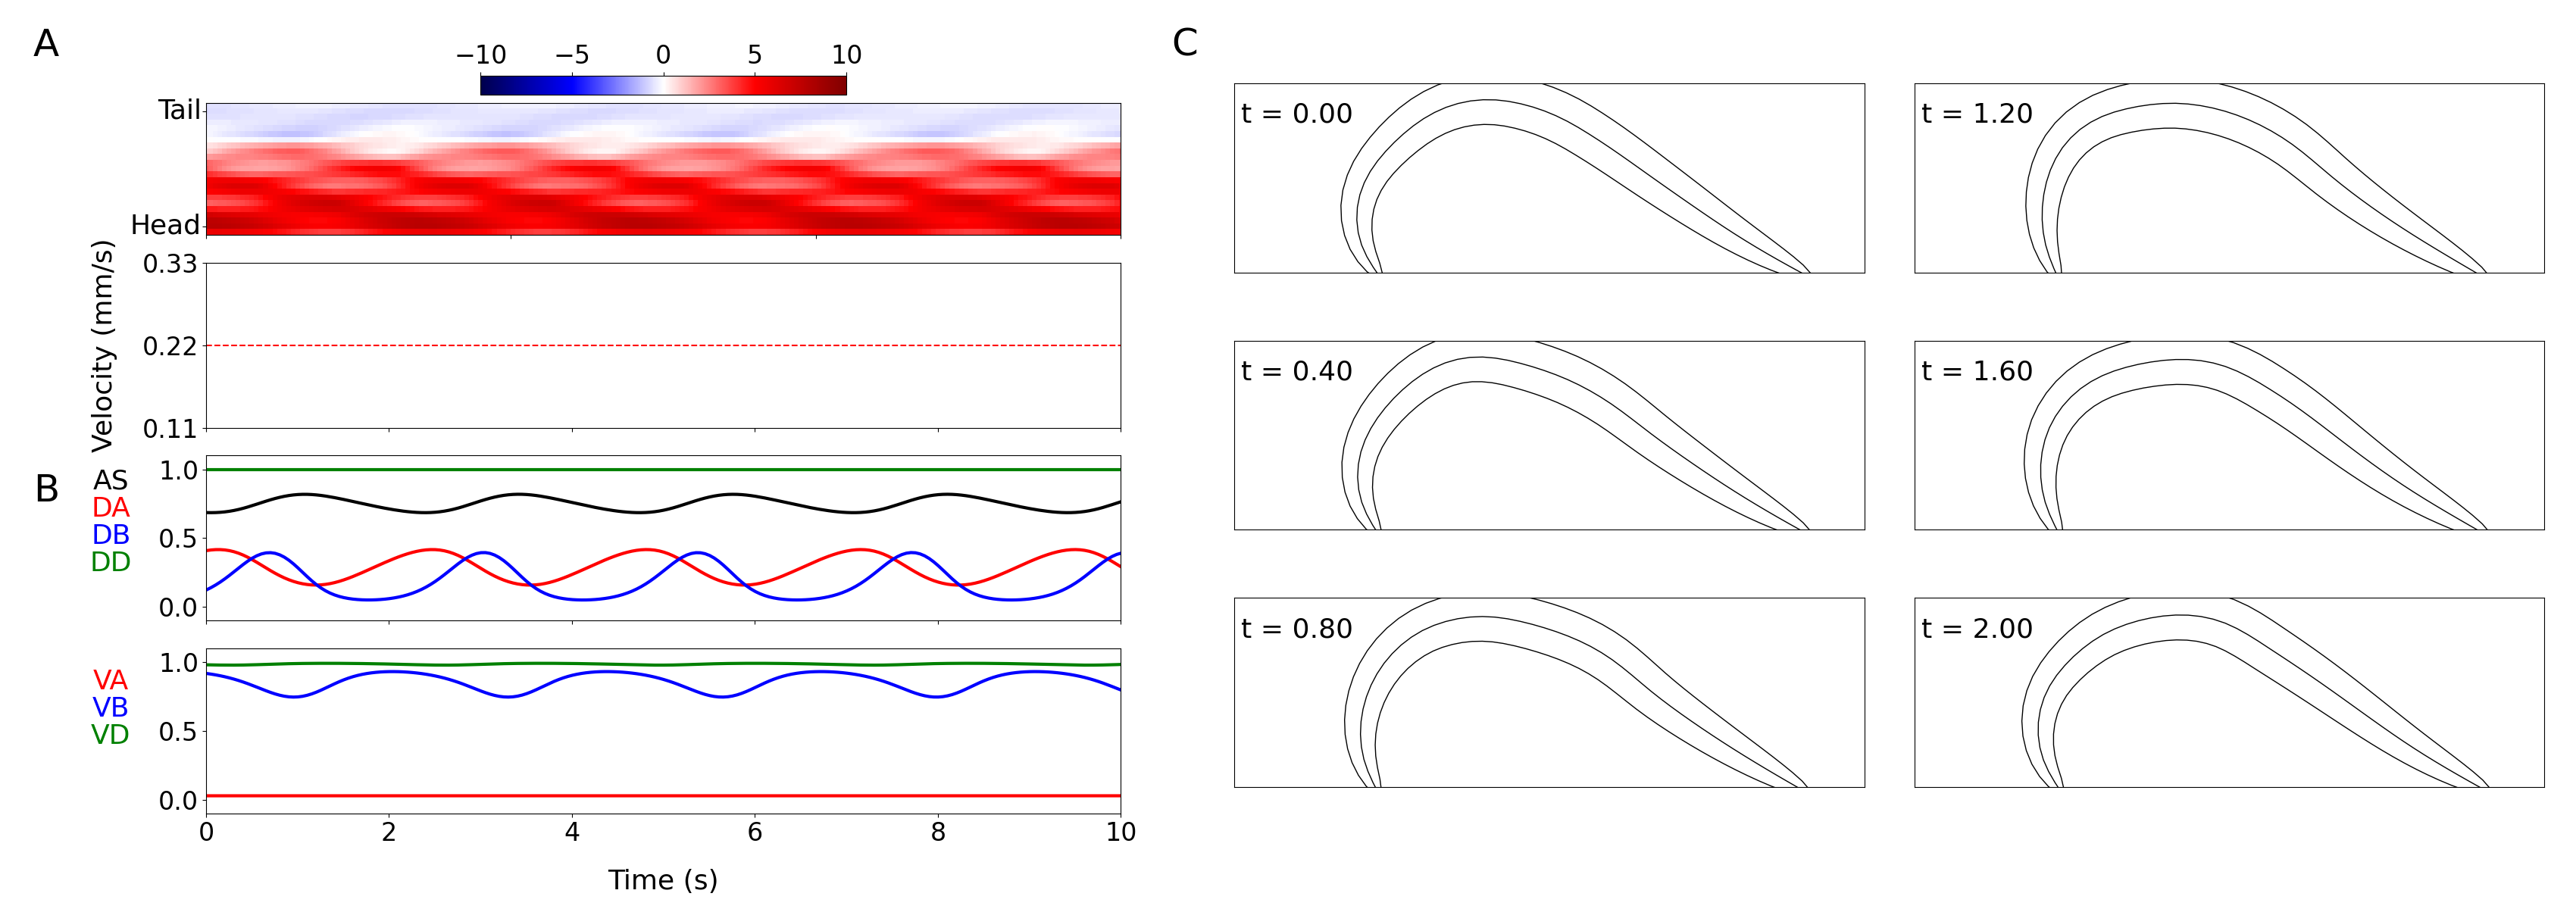 A
−10 −5 0 5 10
Tail
Head
Velocity (mm/s)
0.33
0.22
0.11
B
AS
DA
DB
DD
1.0
0.5
0.0
VA
VB
VD
1.0
0.5
0.0
0 2 4 6 8 10
Time (s)
C
t = 0.00
t = 1.20
t = 0.40
t = 1.60
t = 0.80
t = 2.00